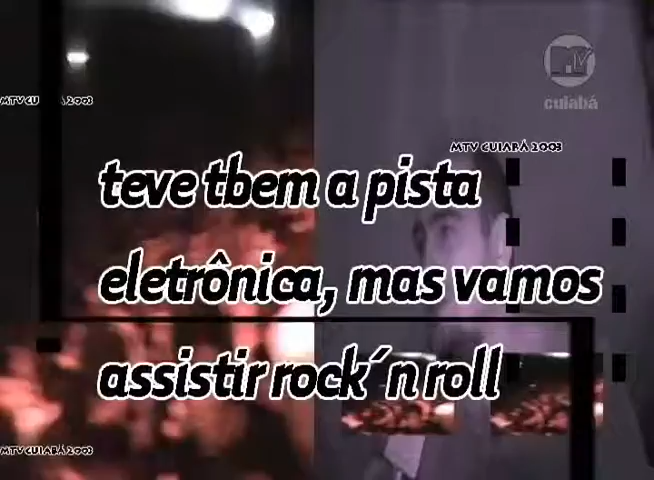 MTV
cuiabá
MTV CUIABÁ 2003
MTV CUIABÁ 2003
teve tbem a pista
eletrônica, mas vamos
assistir rock´n roll
MTV CUIABÁ 2003